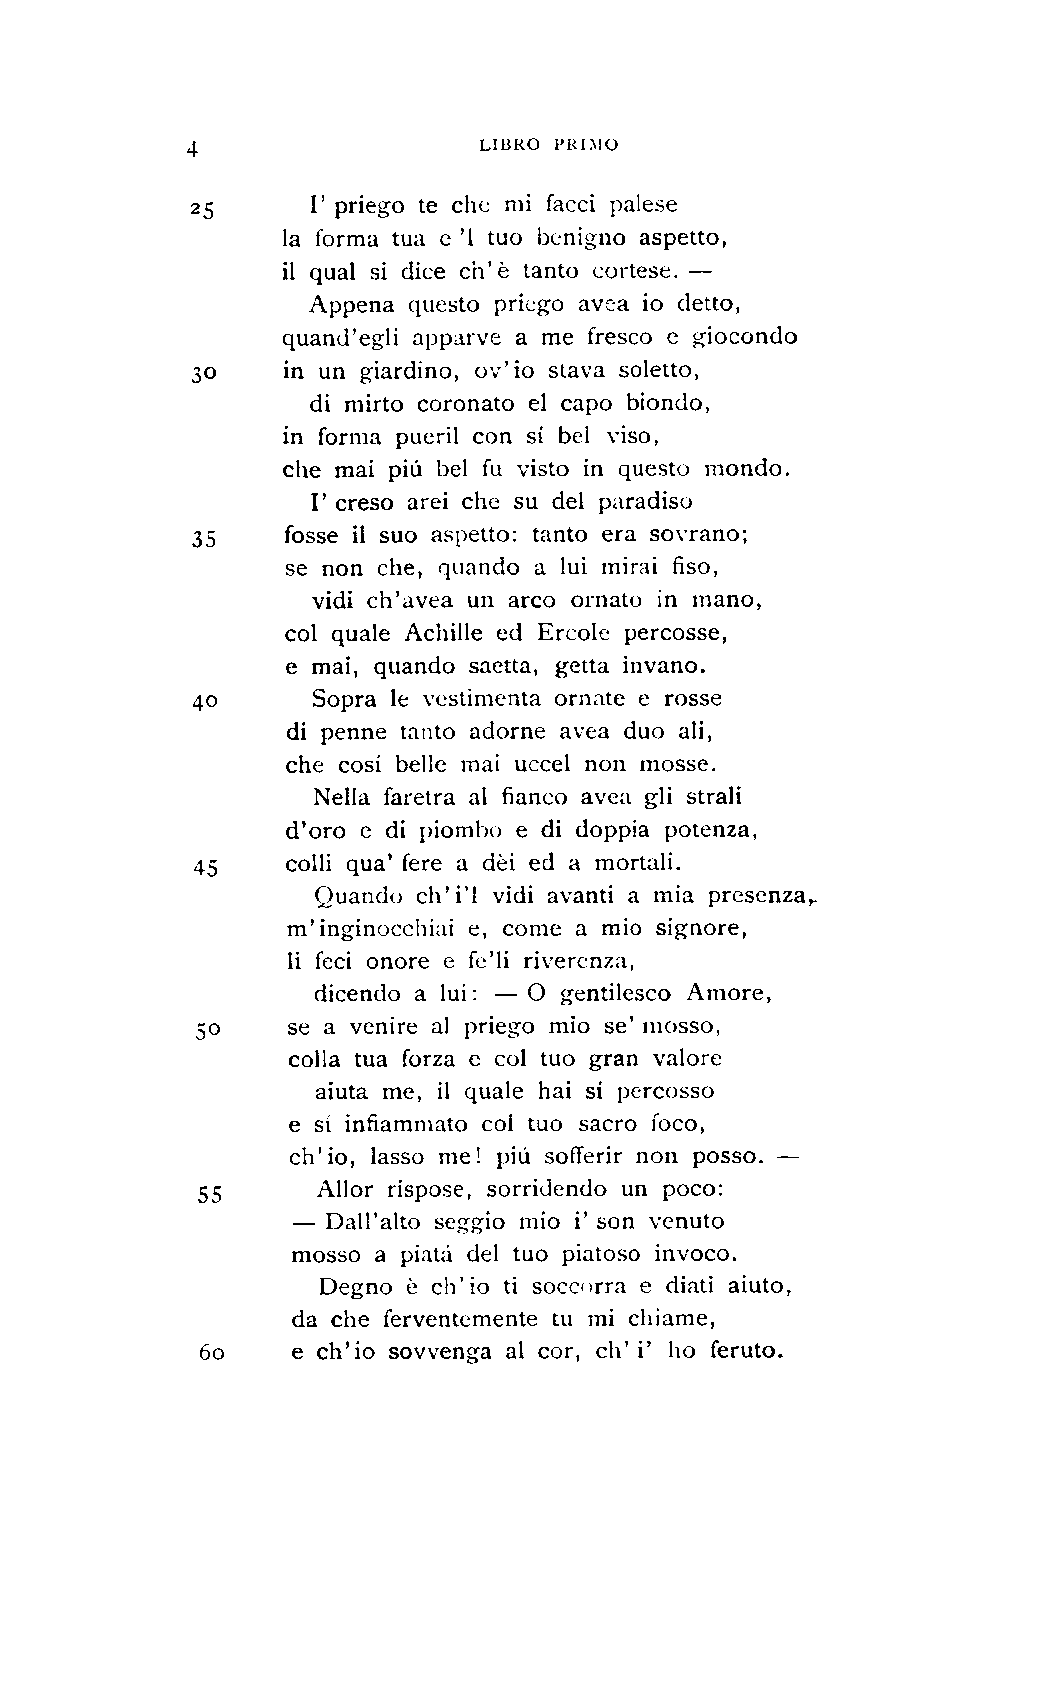 4 LIBRO PRIMO
25 I' priego te che mi facci palese
la forma tua e 'l tuo benigno aspetto,
il qual si dice ch'è tanto cortese. —
Appena questo priego avea io detto,
quand'egli apparve a me fresco e giocondo
30 in un giardino, ov'io stava soletto,
di mirto coronato el capo biondo,
in forma pueril con sí bel viso,
che mai piú bel fu visto in questo mondo.
I' creso arei che su del paradiso
35 fosse il suo aspetto: tanto era sovrano;
se non che, quando a lui mirai fiso,
vidi ch'avea un arco ornato in mano,
col quale Achille ed Ercole percosse,
e mai, quando saetta, getta invano.
40 Sopra le vestimenta ornate e rosse
di penne tanto adorne avea duo ali,
che cosí belle mai uccel non mosse.
Nella faretra al fianco avea gli strali
d'oro e di piombo e di doppia potenza,
45 colli qua' fere a dèi ed a mortali.
Quando ch'i'l vidi avanti a mia presenza,
m'inginocchiai e, come a mio signore,
li feci onore e fe'li riverenza,
dicendo a lui: — O gentilesco Amore,
50 se a venire al priego mio se' mosso,
colla tua forza e col tuo gran valore
aiuta me, il quale hai sí percosso
e sí infiammato col tuo sacro foco,
ch'io, lasso me! piú sofferir non posso. —
55 Allor rispose, sorridendo un poco:
— Dall'alto seggio mio i' son venuto
mosso a piatá del tuo piatoso invoco.
Degno è ch'io ti soccorra e diati aiuto,
da che ferventemente tu mi chiame,
60 e ch'io sovvenga al cor, ch' i' ho feruto.